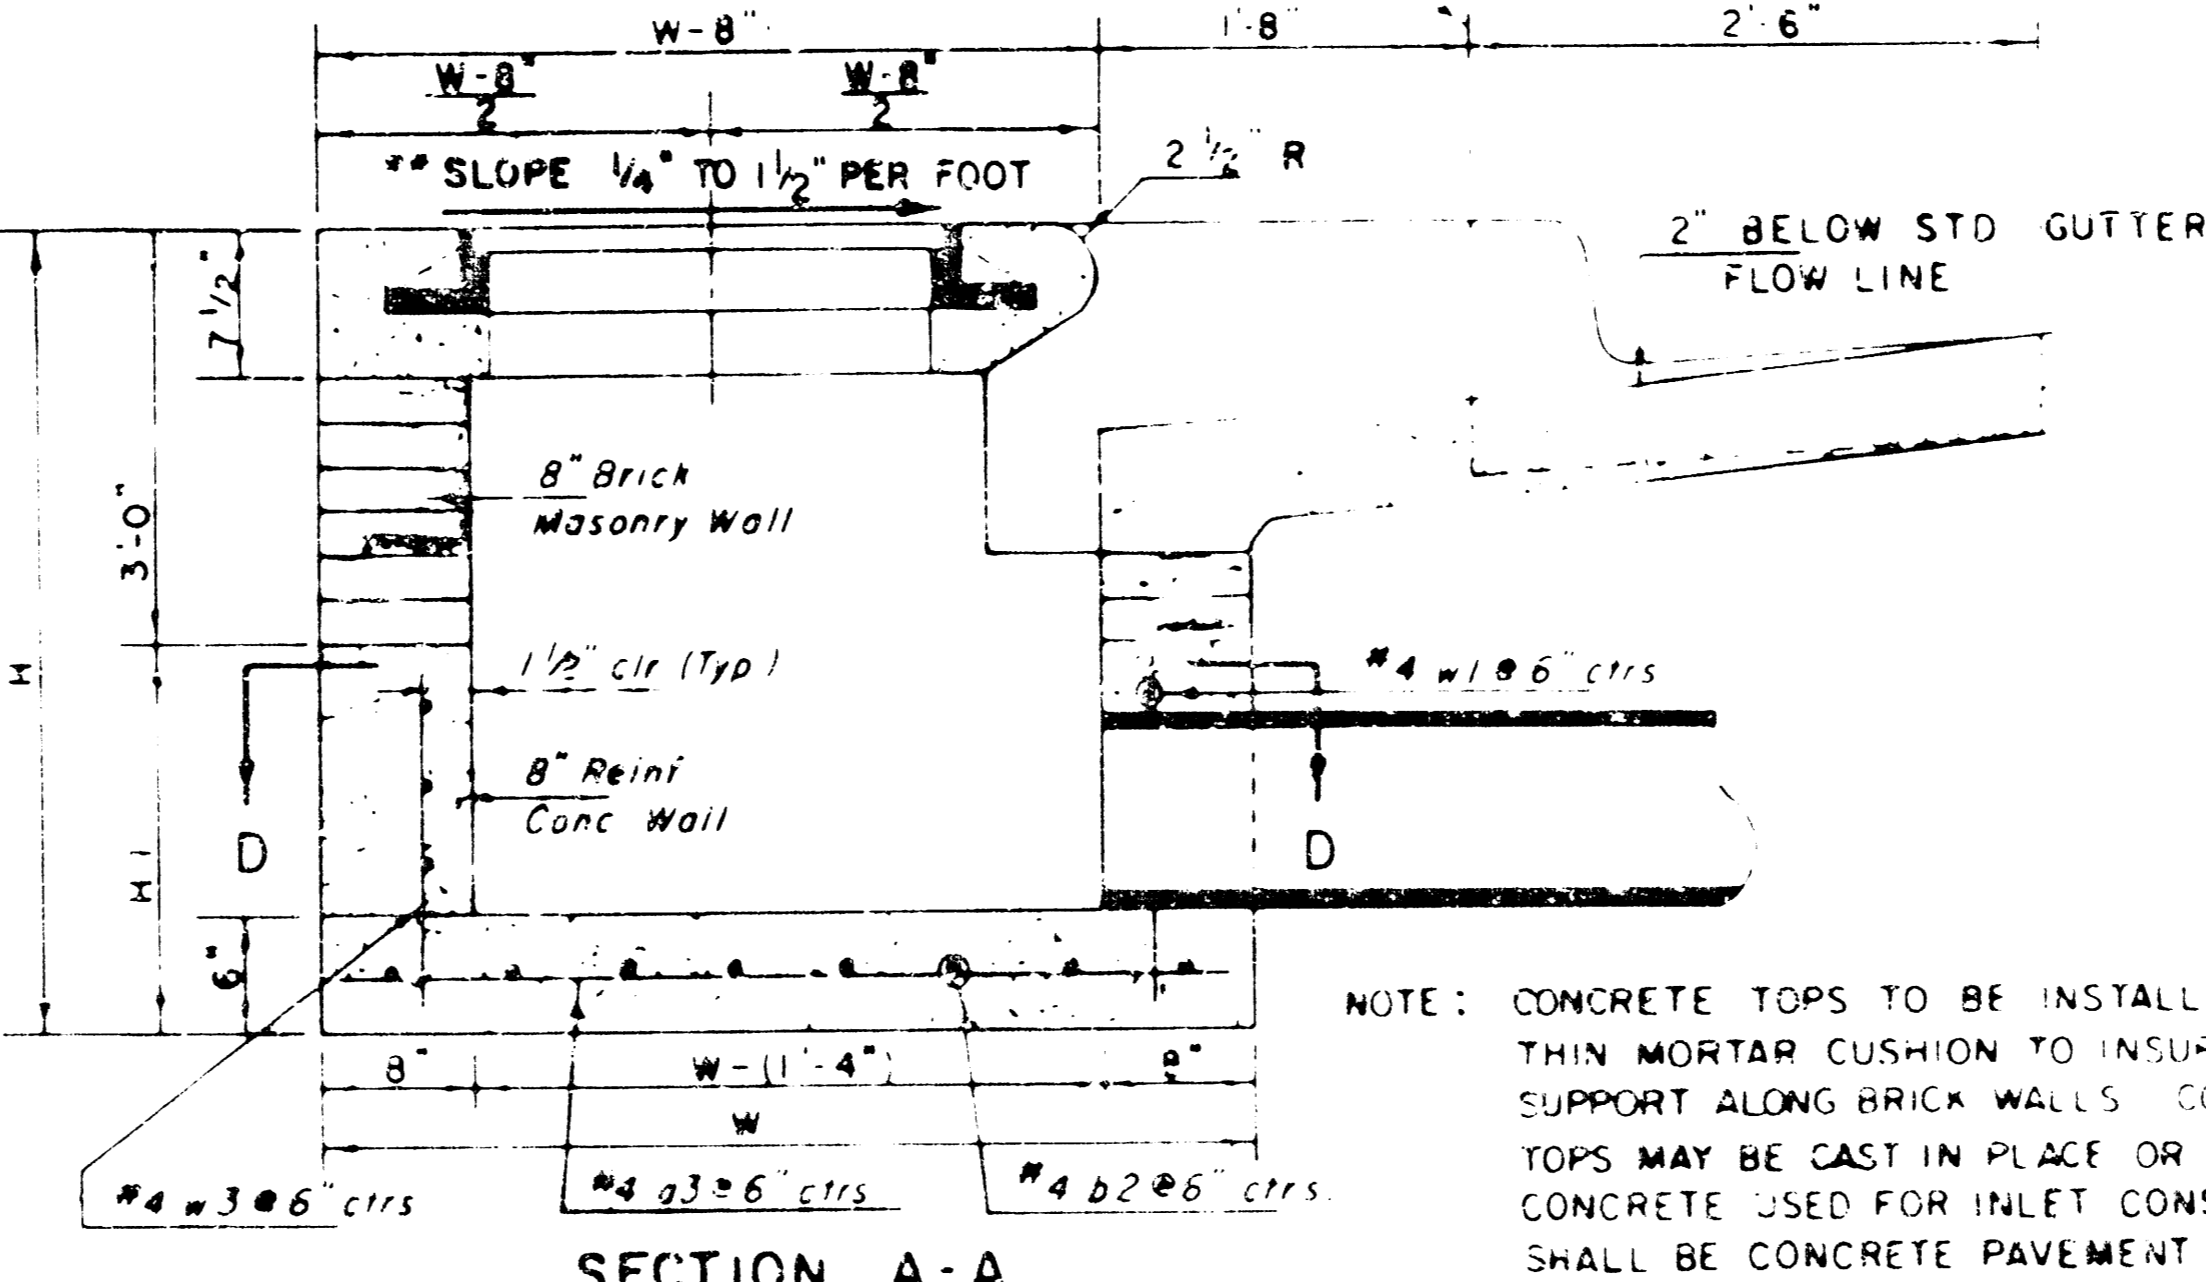 W-8"
1'-8"
2'-6"
W-8"
2
W-8"
2
** SLOPE 1/4" TO 1 1/2" PER FOOT
2 1/2" R
2" BELOW STD GUTTER
FLOW LINE
7 1/2"
8" Brick
Masonry Wall
3'-0"
H
1 1/2" clr (Typ)
#4 w1 @ 6" ctrs
8" Reinf
Conc Wall
D
D
H1
6"
NOTE: CONCRETE TOPS TO BE INSTALL
THIN MORTAR CUSHION TO INSUR
SUPPORT ALONG BRICK WALLS CO
TOPS MAY BE CAST IN PLACE OR
CONCRETE USED FOR INLET CONS
SHALL BE CONCRETE PAVEMENT
8"
W-(1'-4")
8"
W
#4 w3 @ 6" ctrs
#4 a3 @ 6" ctrs
#4 b2 @ 6" ctrs.
SECTION A-A